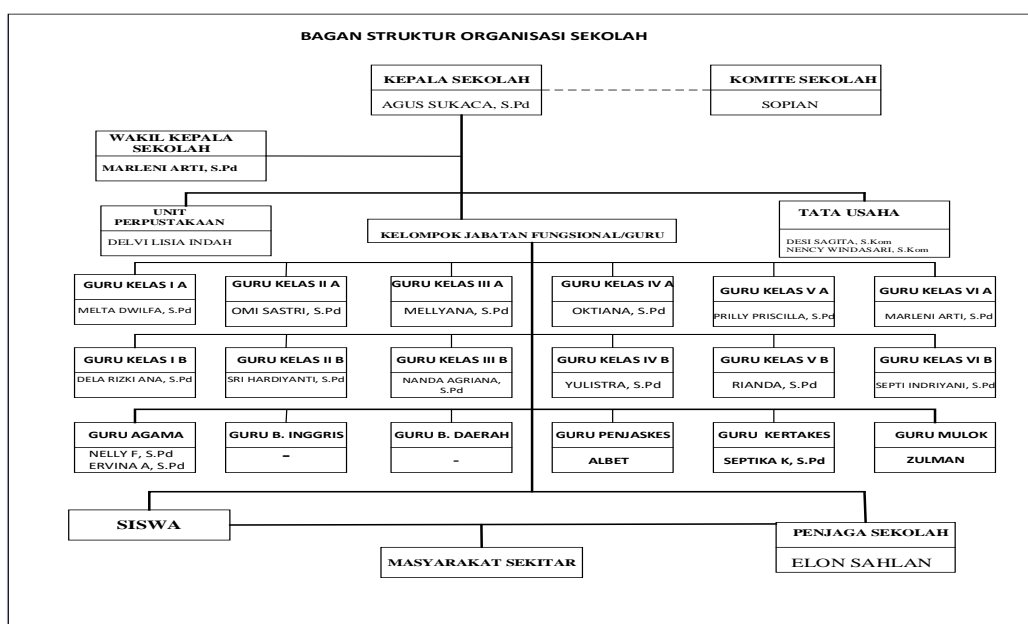 BAGAN STRUKTUR ORGANISASI SEKOLAH
KEPALA SEKOLAH
AGUS SUKACA, S.Pd
KOMITE SEKOLAH
SOPIAN
WAKIL KEPALA
SEKOLAH
MARLENI ARTI, S.Pd
UNIT
PERPUSTAKAAN
DELVI LISIA INDAH
KELOMPOK JABATAN FUNGSIONAL/GURU
TATA USAHA
DESI SAGITA, S.Kom
NENCY WINDASARI, S.Kom
GURU KELAS I A
MELTA DWILFA, S.Pd
GURU KELAS II A
OMI SASTRI, S.Pd
GURU KELAS III A
MELLYANA, S.Pd
GURU KELAS IV A
OKTIANA, S.Pd
GURU KELAS V A
PRILLY PRISCILLA, S.Pd
GURU KELAS VI A
MARLENI ARTI, S.Pd
GURU KELAS I B
DELA RIZKI ANA, S.Pd
GURU KELAS II B
SRI HARDIYANTI, S.Pd
GURU KELAS III B
NANDA AGRIANA,
S.Pd
GURU KELAS IV B
YULISTRA, S.Pd
GURU KELAS V B
RIANDA, S.Pd
GURU KELAS VI B
SEPTI INDRIYANI, S.Pd
GURU AGAMA
NELLY F, S.Pd
ERVINA A, S.Pd
GURU B. INGGRIS
–
GURU B. DAERAH
-
GURU PENJASKES
ALBET
GURU KERTAKES
SEPTIKA K, S.Pd
GURU MULOK
ZULMAN
SISWA
MASYARAKAT SEKITAR
PENJAGA SEKOLAH
ELON SAHLAN